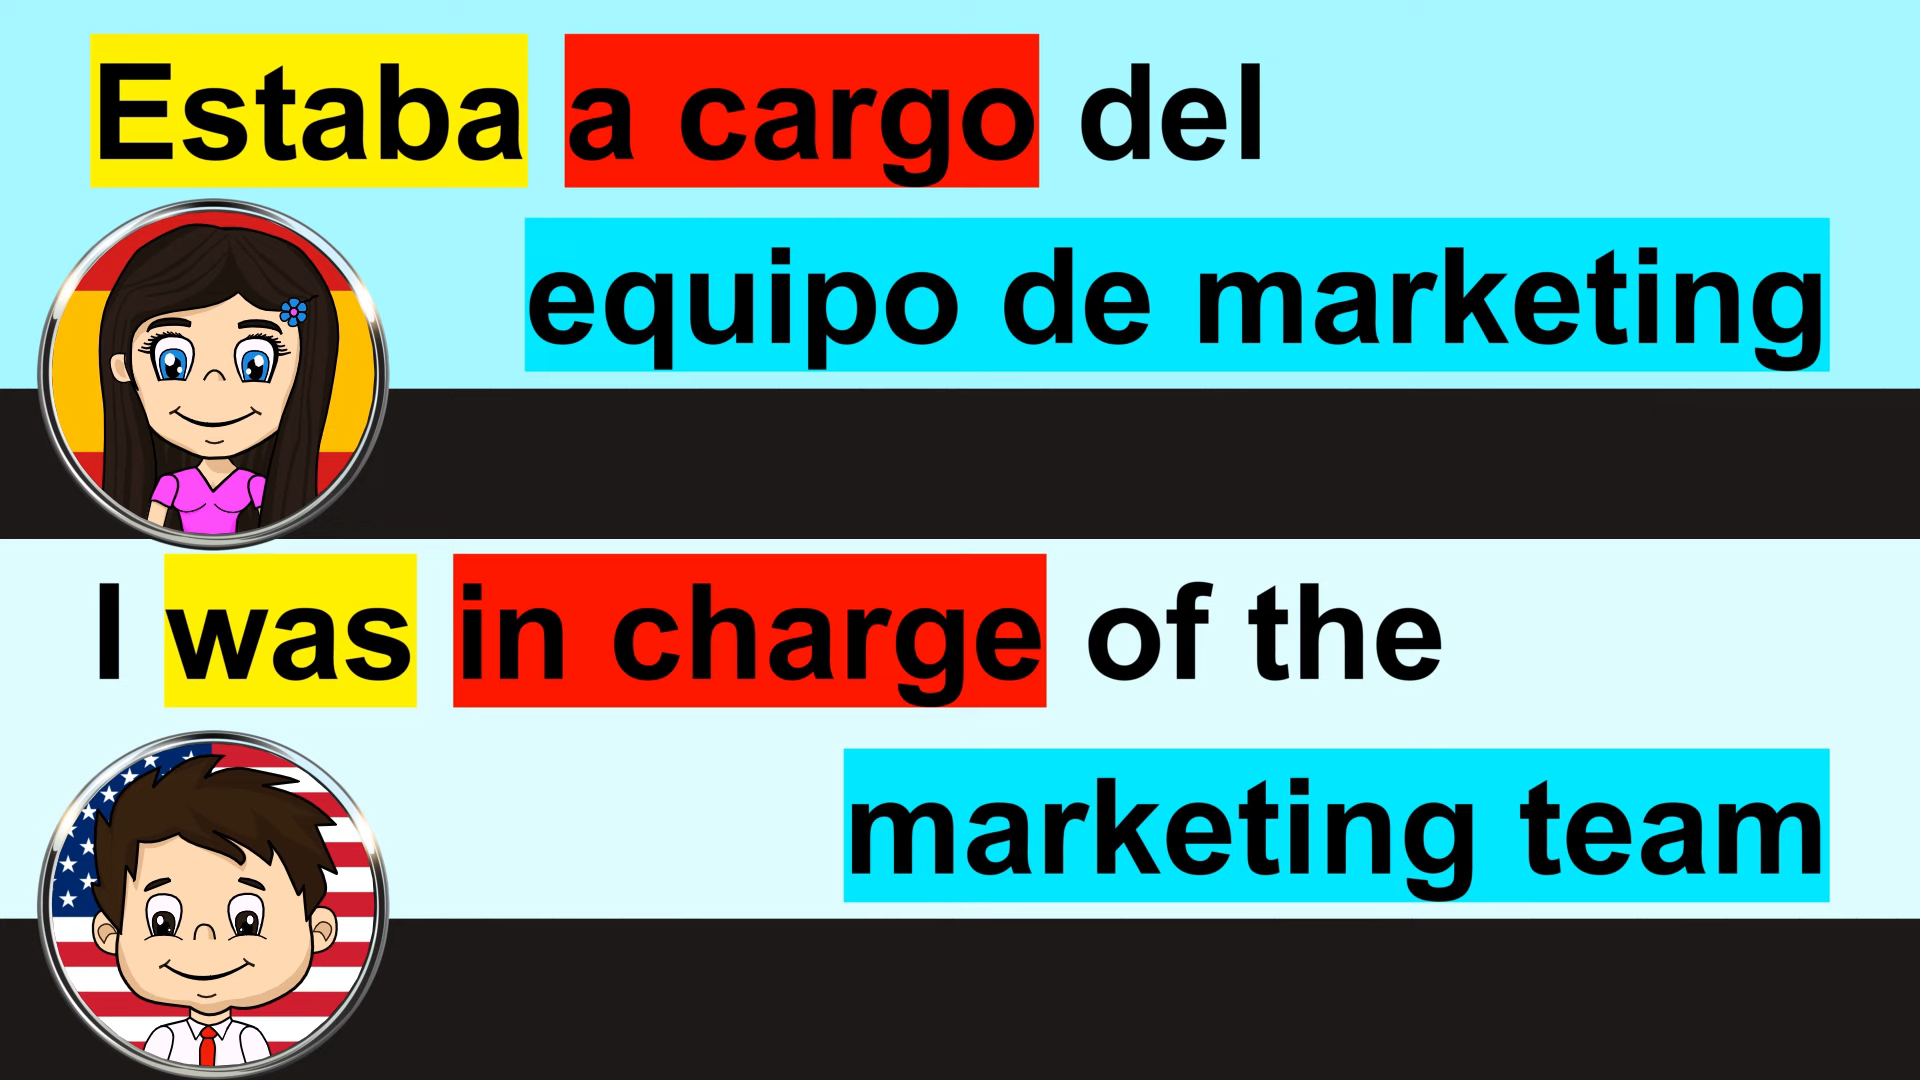 Estaba a cargo del
equipo de marketing
I was in charge of the
marketing team